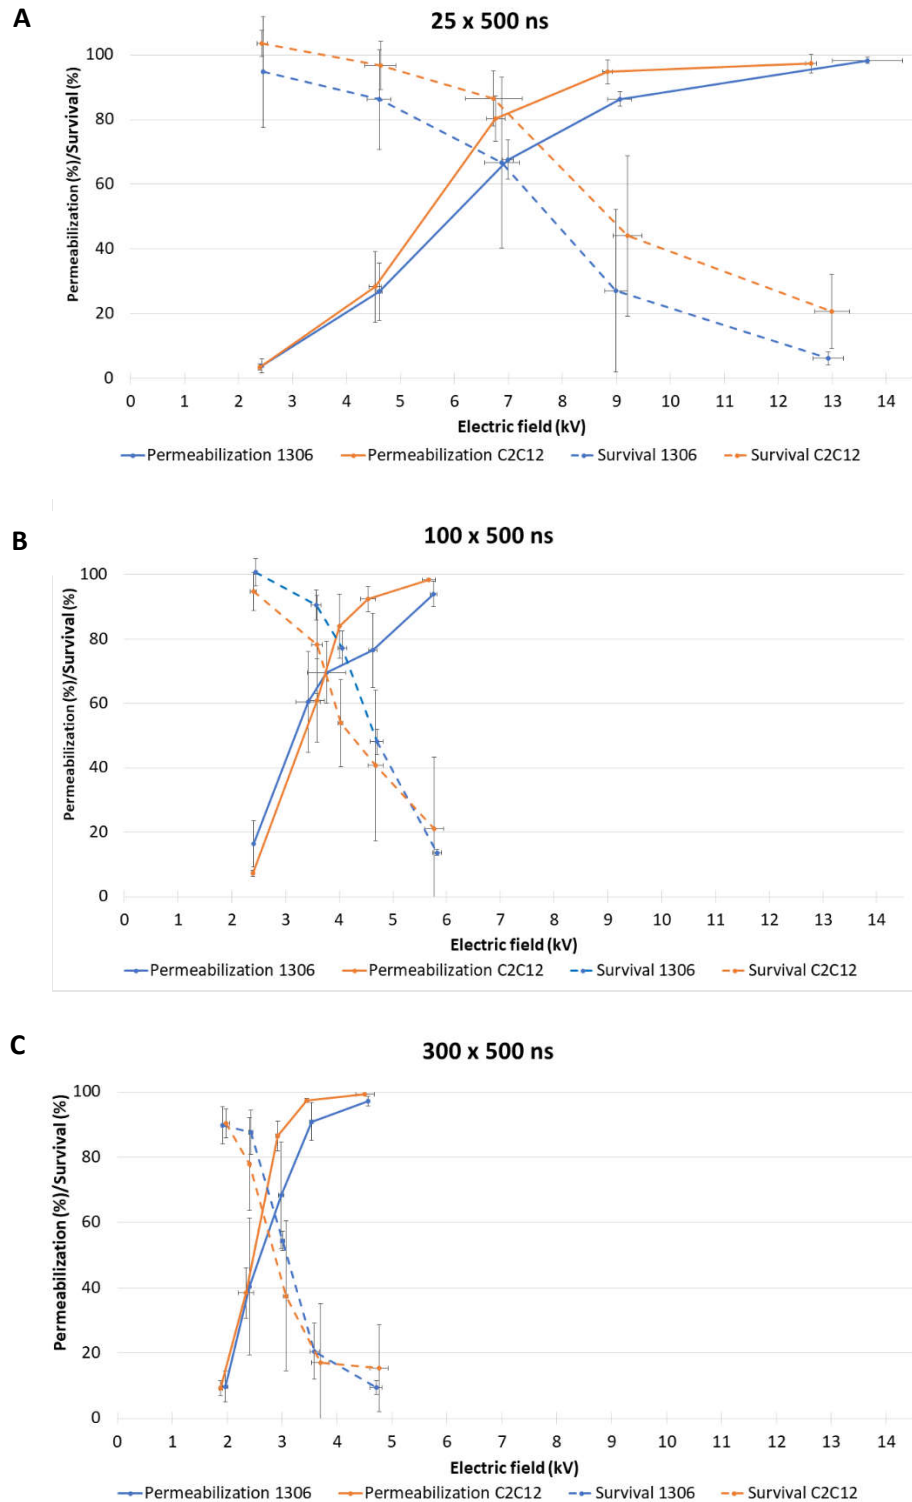 A
25 x 500 ns
Permeabilization (%)/Survival (%)
100
80
60
40
20
0
0 1 2 3 4 5 6 7 8 9 10 11 12 13 14
Electric field (kV)
Permeabilization 1306 Permeabilization C2C12 Survival 1306 Survival C2C12
B
100 x 500 ns
Permeabilization (%)/Survival (%)
100
80
60
40
20
0
0 1 2 3 4 5 6 7 8 9 10 11 12 13 14
Electric field (kV)
Permeabilization 1306 Permeabilization C2C12 Survival 1306 Survival C2C12
C
300 x 500 ns
Permeabilization (%)/Survival (%)
100
80
60
40
20
0
0 1 2 3 4 5 6 7 8 9 10 11 12 13 14
Electric field (kV)
Permeabilization 1306 Permeabilization C2C12 Survival 1306 Survival C2C12